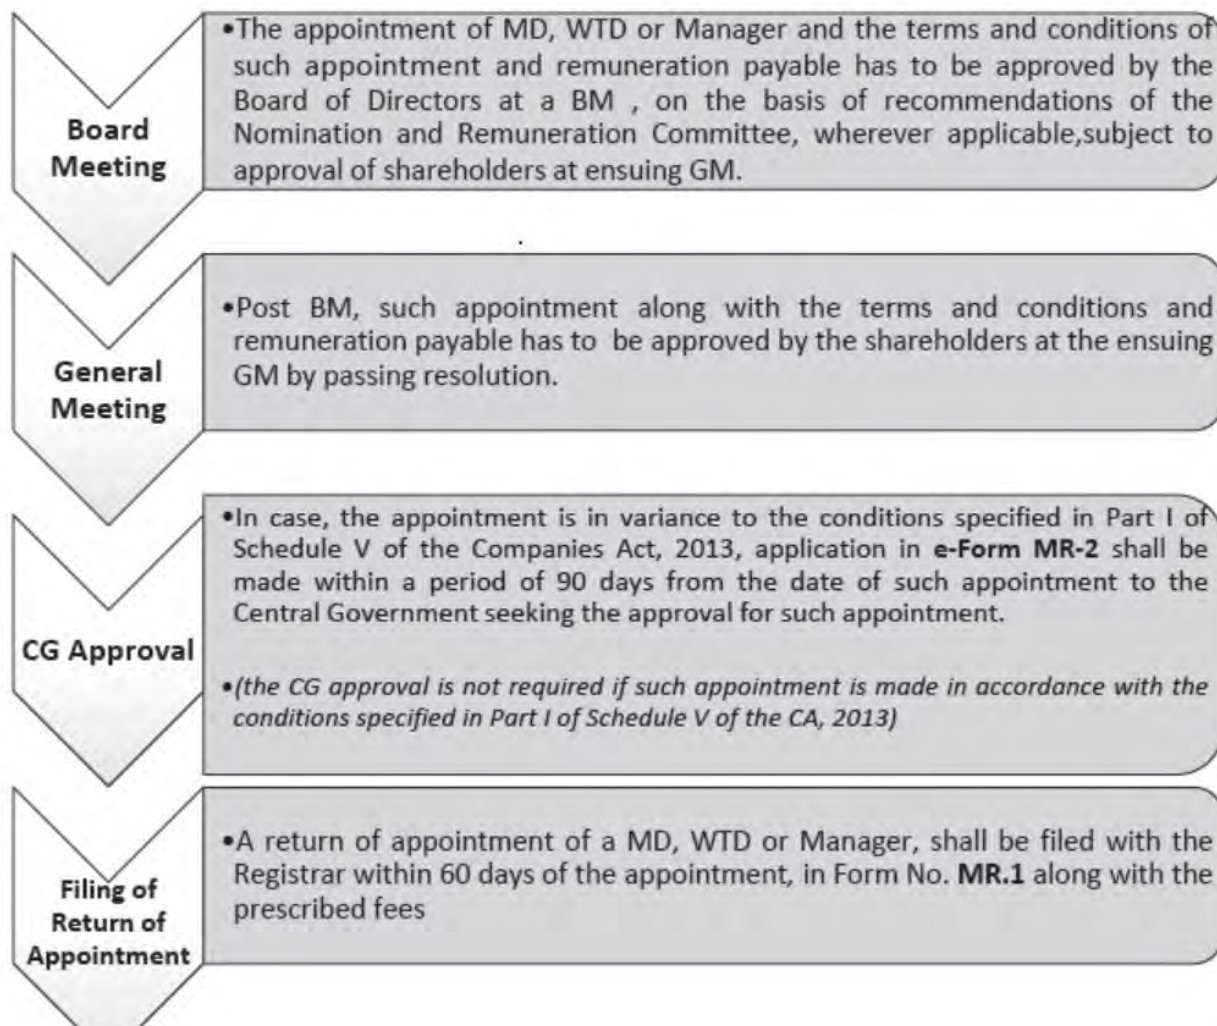 Board
Meeting
•The appointment of MD, WTD or Manager and the terms and conditions of
such appointment and remuneration payable has to be approved by the
Board of Directors at a BM , on the basis of recommendations of the
Nomination and Remuneration Committee, wherever applicable,subject to
approval of shareholders at ensuing GM.
General
Meeting
•Post BM, such appointment along with the terms and conditions and
remuneration payable has to be approved by the shareholders at the ensuing
GM by passing resolution.
CG Approval
•In case, the appointment is in variance to the conditions specified in Part I of
Schedule V of the Companies Act, 2013, application in e-Form MR-2 shall be
made within a period of 90 days from the date of such appointment to the
Central Government seeking the approval for such appointment.
•(the CG approval is not required if such appointment is made in accordance with the
conditions specified in Part I of Schedule V of the CA, 2013)
Filing of
Return of
Appointment
•A return of appointment of a MD, WTD or Manager, shall be filed with the
Registrar within 60 days of the appointment, in Form No. MR.1 along with the
prescribed fees